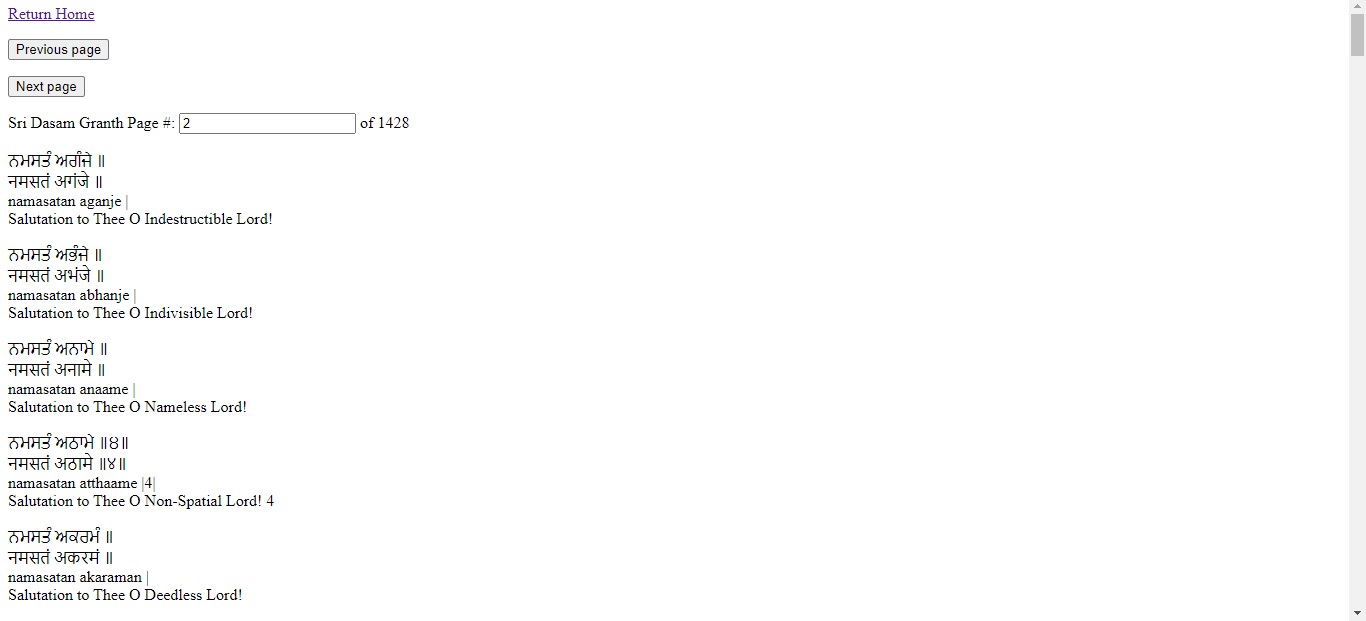 Return Home
Previous page
Next page
Sri Dasam Granth Page #: 2 of 1428
ਨਮਸਤੰ ਅਗੰਜੇ ॥
नमसतं अगंजे ॥
namasatan aganje |
Salutation to Thee O Indestructible Lord!
ਨਮਸਤੰ ਅਭੰਜੇ ॥
नमसतं अभंजे ॥
namasatan abhanje |
Salutation to Thee O Indivisible Lord!
ਨਮਸਤੰ ਅਨਾਮੇ ॥
नमसतं अनामे ॥
namasatan anaame |
Salutation to Thee O Nameless Lord!
ਨਮਸਤੰ ਅਠਾਮੇ ॥੪॥
नमसतं अठामे ॥४॥
namasatan atthaame |4|
Salutation to Thee O Non-Spatial Lord! 4
ਨਮਸਤੰ ਅਕਰਮੰ ॥
नमसतं अकरमं ॥
namasatan akaraman |
Salutation to Thee O Deedless Lord!